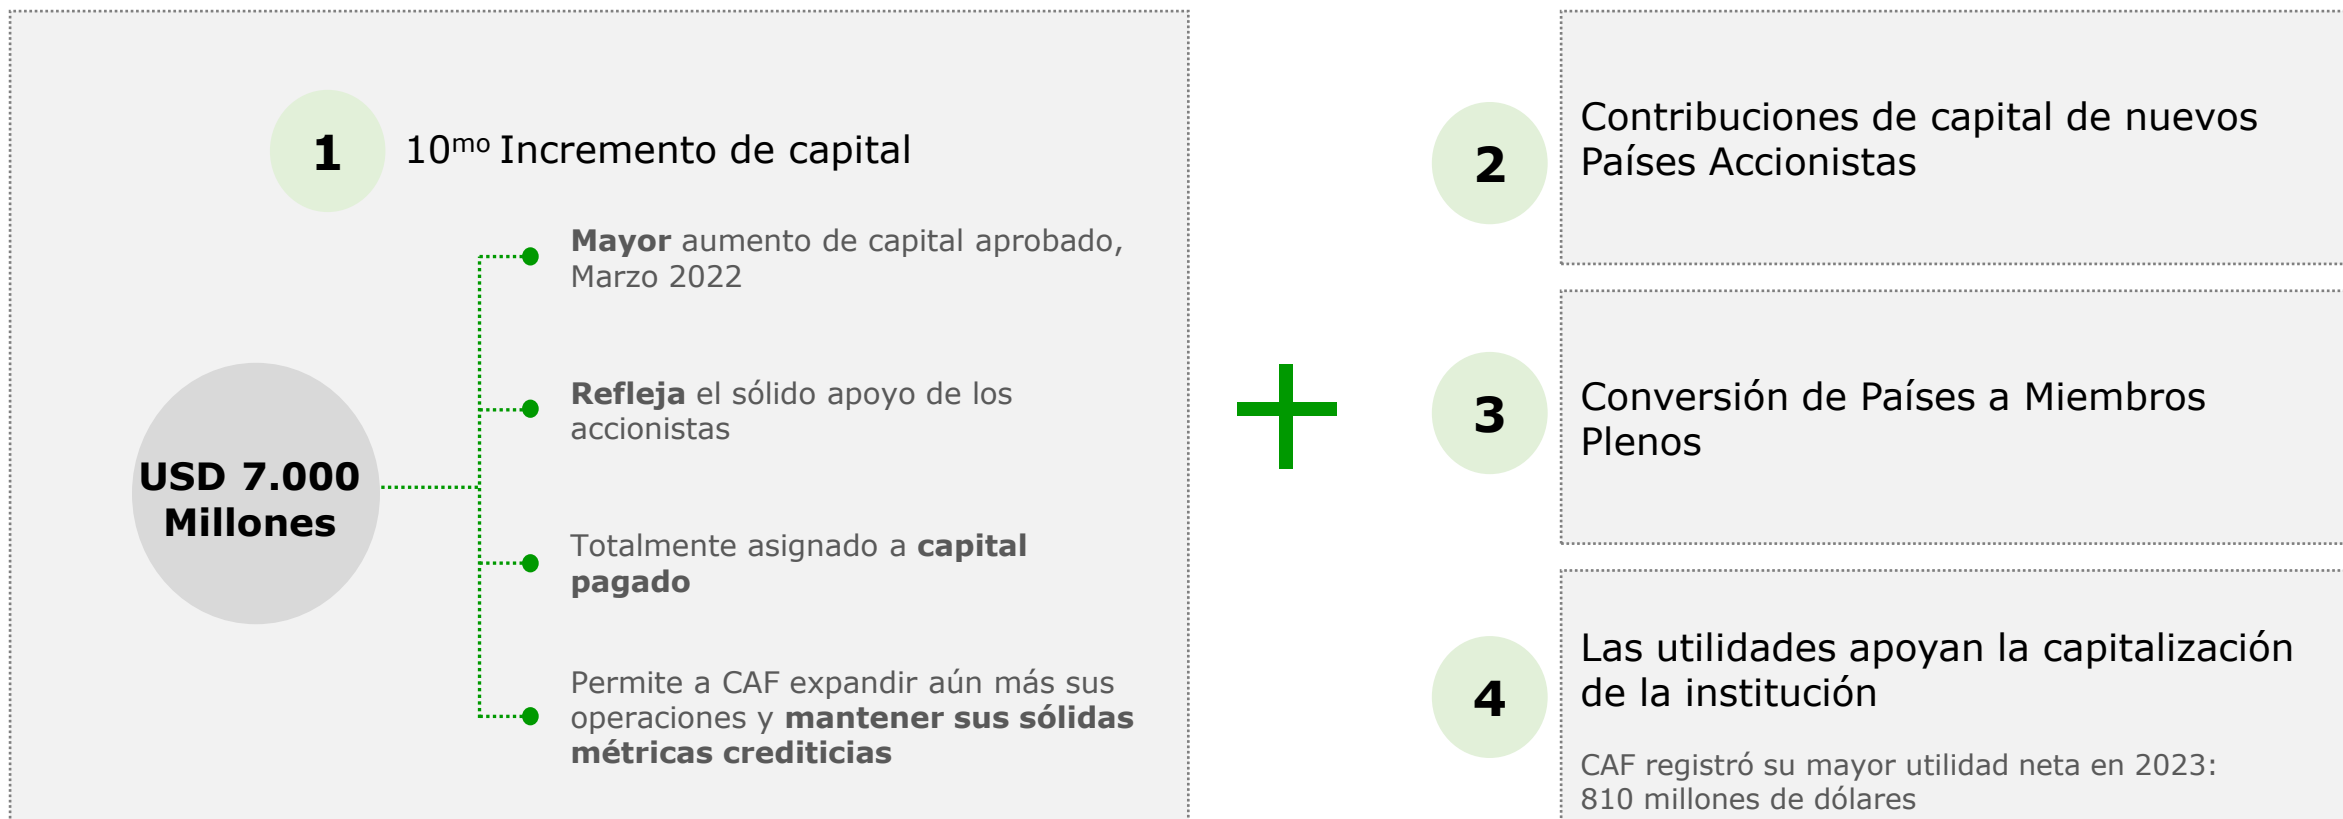 1
10mo Incremento de capital
Mayor aumento de capital aprobado,
Marzo 2022
Refleja el sólido apoyo de los
accionistas
USD 7.000
Millones
Totalmente asignado a capital
pagado
Permite a CAF expandir aún más sus
operaciones y mantener sus sólidas
métricas crediticias
2
Contribuciones de capital de nuevos
Países Accionistas
3
Conversión de Países a Miembros
Plenos
4
Las utilidades apoyan la capitalización
de la institución
CAF registró su mayor utilidad neta en 2023:
810 millones de dólares